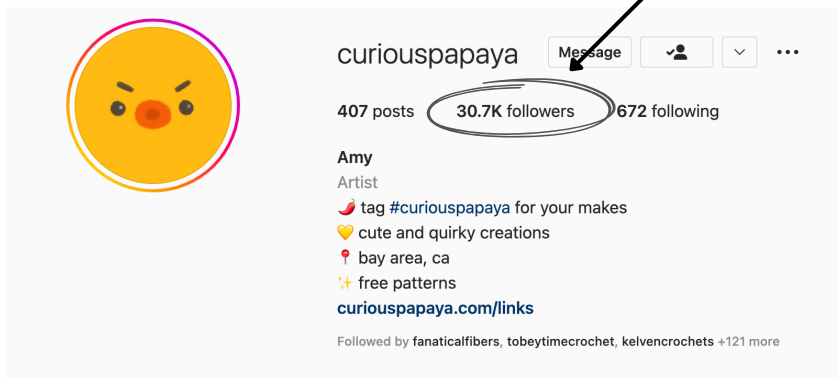 curiouspapaya Message
407 posts 30.7K followers 672 following
Amy
Artist
🌶️ tag #curiouspapaya for your makes
💛 cute and quirky creations
📍 bay area, ca
✨ free patterns
curiouspapaya.com/links
Followed by fanaticalfibers, tobeytimecrochet, kelvencrochets +121 more